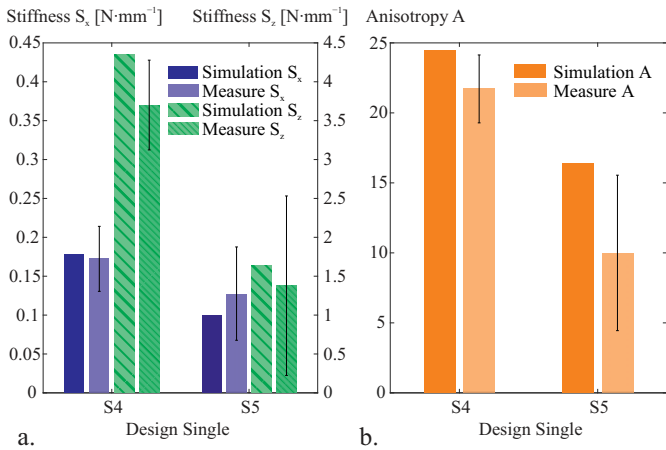 Stiffness Sₓ [N·mm⁻¹]
Stiffness S_z [N·mm⁻¹]
0.45
0.4
0.35
0.3
0.25
0.2
0.15
0.1
0.05
0
4.5
4
3.5
3
2.5
2
1.5
1
0.5
0
Simulation Sₓ
Measure Sₓ
Simulation S_z
Measure S_z
S4
S5
Design Single
a.
Anisotropy A
25
20
15
10
5
0
Simulation A
Measure A
S4
S5
Design Single
b.